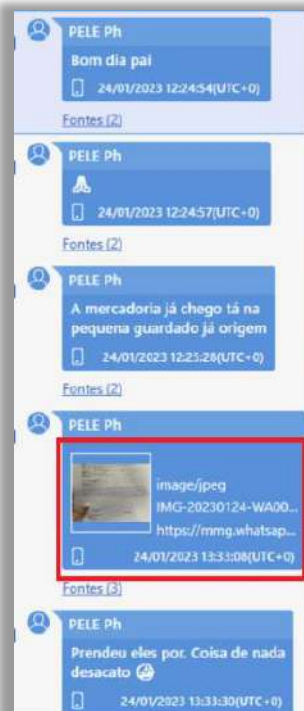 PELE Ph
Bom dia pai
24/01/2023 12:24:54(UTC+0)
Fontes (2)
PELE Ph
🙏
24/01/2023 12:24:57(UTC+0)
Fontes (2)
PELE Ph
A mercadoria já chego tá na
pequena guardado já origem
24/01/2023 12:25:28(UTC+0)
Fontes (2)
PELE Ph
image/jpeg
IMG-20230124-WA00...
https://mmg.whatsap...
24/01/2023 13:33:08(UTC+0)
Fontes (3)
PELE Ph
Prendeu eles por. Coisa de nada
desacato
24/01/2023 13:33:30(UTC+0)